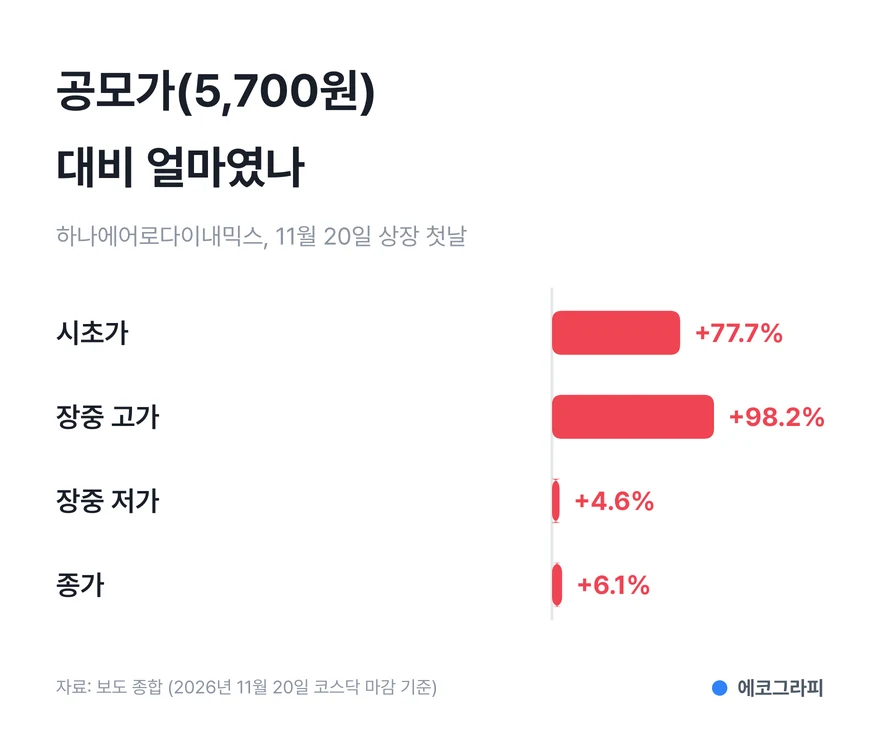 공모가(5,700원)
대비 얼마였나
하나에어로다이내믹스, 11월 20일 상장 첫날
시초가 +77.7%
장중 고가 +98.2%
장중 저가 +4.6%
종가 +6.1%
자료: 보도 종합 (2026년 11월 20일 코스닥 마감 기준)
에코그라피